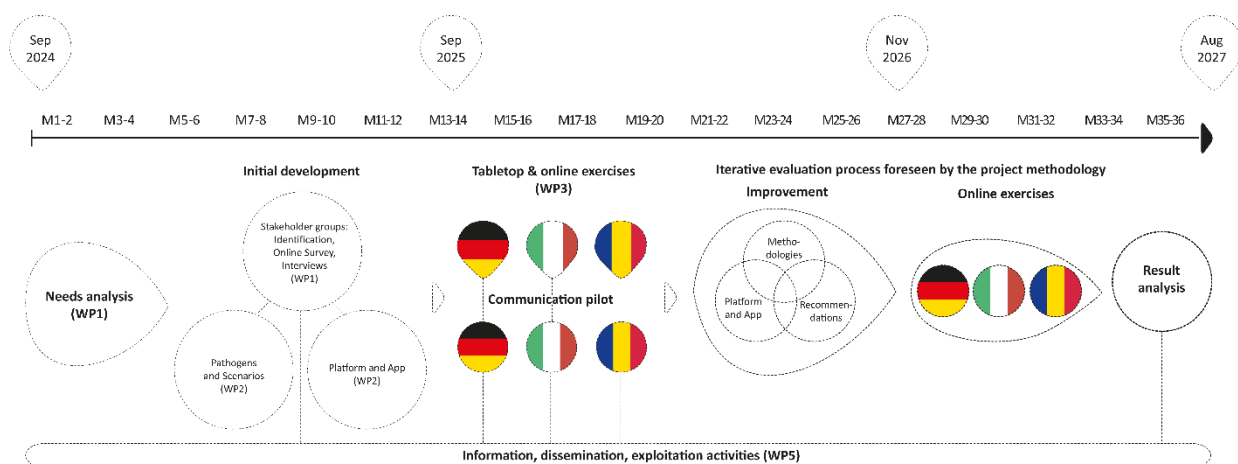 Sep
2024
Sep
2025
Nov
2026
Aug
2027
M1-2 M3-4 M5-6 M7-8 M9-10 M11-12 M13-14 M15-16 M17-18 M19-20 M21-22 M23-24 M25-26 M27-28 M29-30 M31-32 M33-34 M35-36
Initial development
Stakeholder groups:
Identification,
Online Survey,
Interviews
(WP1)
Needs analysis
(WP1)
Pathogens
and Scenarios
(WP2)
Platform and App
(WP2)
Tabletop & online exercises
(WP3)
Communication pilot
Iterative evaluation process foreseen by the project methodology
Improvement
Metho-
dologies
Platform
and App
Recommen-
dations
Online exercises
Result
analysis
Information, dissemination, exploitation activities (WP5)